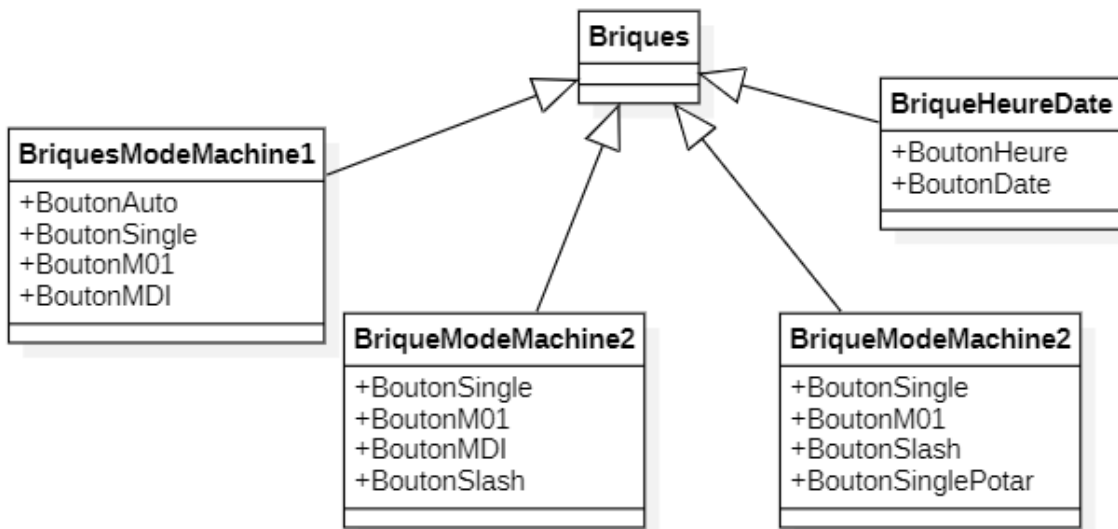 Briques
BriqueHeureDate
+BoutonHeure
+BoutonDate
BriquesModeMachine1
+BoutonAuto
+BoutonSingle
+BoutonM01
+BoutonMDI
BriqueModeMachine2
+BoutonSingle
+BoutonM01
+BoutonMDI
+BoutonSlash
BriqueModeMachine2
+BoutonSingle
+BoutonM01
+BoutonSlash
+BoutonSinglePotar